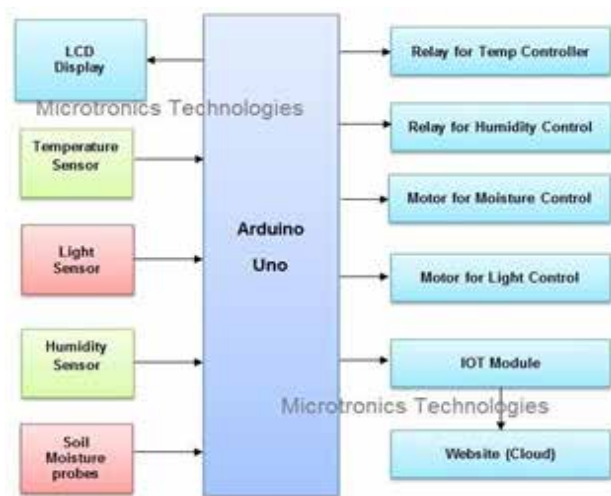 LCD
Display
Microtronics Technologies
Temperature
Sensor
Light
Sensor
Humidity
Sensor
Soil
Moisture
probes
Arduino
Uno
Relay for Temp Controller
Relay for Humidity Control
Motor for Moisture Control
Motor for Light Control
IOT Module
Microtronics Technologies
Website (Cloud)